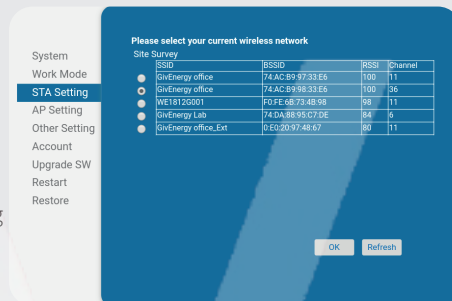 Please select your current wireless network
Site Survey
SSID BSSID RSSI Channel
GivEnergy office 74:AC:B9:97:33:E6 100 11
GivEnergy office 74:AC:B9:98:33:E6 100 36
WE1812G001 F0:FE:6B:73:4B:98 98 11
GivEnergy Lab 74:DA:88:95:C7:DE 84 6
GivEnergy office_Ext 0:E0:20:97:48:67 80 11
OK Refresh
System
Work Mode
STA Setting
AP Setting
Other Setting
Account
Upgrade SW
Restart
Restore